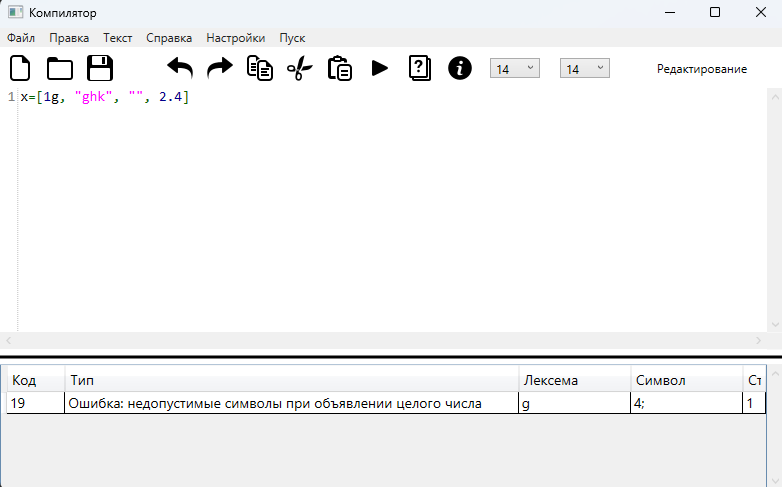 Компилятор
Файл Правка Текст Справка Настройки Пуск
14 14 Редактирование
1 x=[1g, "ghk", "", 2.4]
Код Тип Лексема Символ Ст
19 Ошибка: недопустимые символы при объявлении целого числа g 4; 1